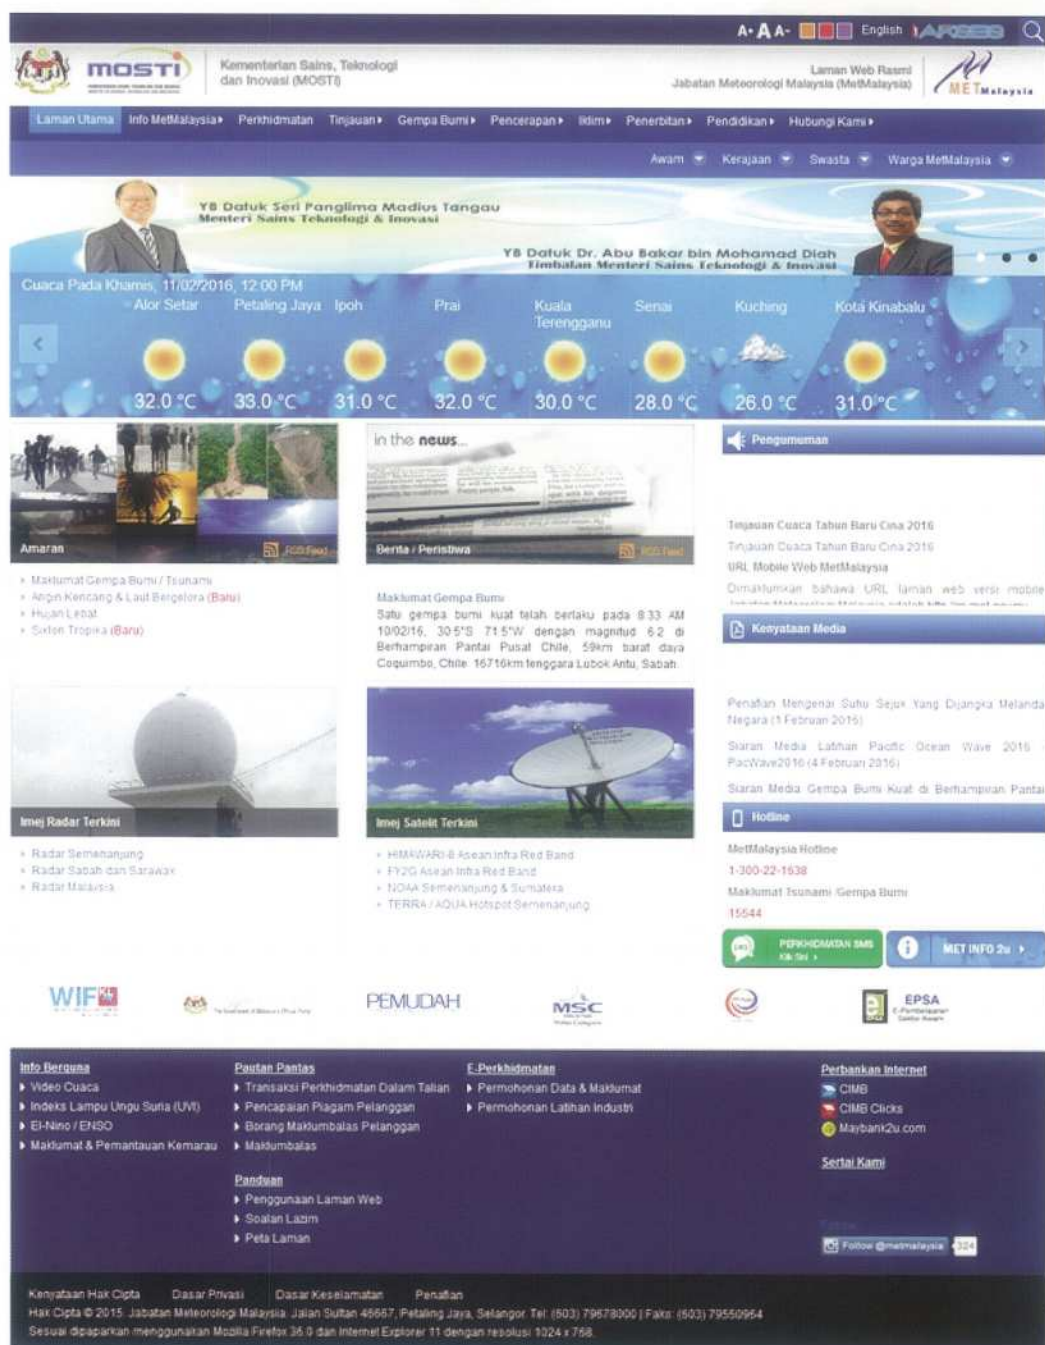 A+ A A- English
MOSTI
Kementerian Sains, Teknologi
dan Inovasi (MOSTI)
Laman Web Rasmi
Jabatan Meteorologi Malaysia (MetMalaysia)
METMalaysia
Laman Utama Info MetMalaysia Perkhidmatan Tinjauan Gempa Bumi Pencerapan Iklim Penerbitan Pendidikan Hubungi Kami
Awam Kerajaan Swasta Warga MetMalaysia
YB Datuk Seri Panglima Madius Tangau
Menteri Sains Teknologi & Inovasi
YB Datuk Dr. Abu Bakar bin Mohamad Diah
Timbalan Menteri Sains Teknologi & Inovasi
Cuaca Pada Khamis, 11/02/2016, 12:00 PM
Alor Setar Petaling Jaya Ipoh Prai Kuala Terengganu Senai Kuching Kota Kinabalu
32.0 °C 33.0 °C 31.0 °C 32.0 °C 30.0 °C 28.0 °C 26.0 °C 31.0 °C
Amaran RSS Feed
» Maklumat Gempa Bumi / Tsunami
» Angin Kencang & Laut Bergelora (Baru)
» Hujan Lebat
» Siklon Tropika (Baru)
in the news...
Berita / Peristiwa RSS Feed
Maklumat Gempa Bumi
Satu gempa bumi kuat telah berlaku pada 8:33 AM
10/02/16, 30.5°S 71.5°W dengan magnitud 6.2 di
Berhampiran Pantai Pusat Chile, 59km barat daya
Coquimbo, Chile. 16716km tenggara Lubok Antu, Sabah.
Pengumuman
Tinjauan Cuaca Tahun Baru Cina 2016
Tinjauan Cuaca Tahun Baru Cina 2016
URL Mobile Web MetMalaysia
Dimaklumkan bahawa URL laman web versi mobile
Kenyataan Media
Penafian Mengenai Suhu Sejuk Yang Dijangka Melanda
Negara (1 Februari 2016)
Siaran Media Latihan Pacific Ocean Wave 2016 -
PacWave2016 (4 Februari 2016)
Siaran Media Gempa Bumi Kuat di Berhampiran Pantai
Imej Radar Terkini
» Radar Semenanjung
» Radar Sabah dan Sarawak
» Radar Malaysia
Imej Satelit Terkini
» HIMAWARI-8 Asean Infra Red Band
» FY2G Asean Infra Red Band
» NOAA Semenanjung & Sumatera
» TERRA / AQUA Hotspot Semenanjung
Hotline
MetMalaysia Hotline
1-300-22-1638
Maklumat Tsunami /Gempa Bumi
15544
PERKHIDMATAN SMS
Klik Sini
MET INFO 2u
WIFI KL
PEMUDAH
MSC
EPSA
Info Berguna
Video Cuaca
Indeks Lampu Ungu Suria (UVI)
El-Nino / ENSO
Maklumat & Pemantauan Kemarau
Pautan Pantas
Transaksi Perkhidmatan Dalam Talian
Pencapaian Piagam Pelanggan
Borang Maklumbalas Pelanggan
Maklumbalas
Panduan
Penggunaan Laman Web
Soalan Lazim
Peta Laman
E-Perkhidmatan
Permohonan Data & Maklumat
Permohonan Latihan Industri
Perbankan Internet
CIMB
CIMB Clicks
Maybank2u.com
Sertai Kami
Follow @metmalaysia 324
Kenyataan Hak Cipta Dasar Privasi Dasar Keselamatan Penafian
Hak Cipta © 2015. Jabatan Meteorologi Malaysia. Jalan Sultan 46667, Petaling Jaya, Selangor. Tel: (603) 79678000 | Faks: (603) 79550964
Sesuai dipaparkan menggunakan Mozilla Firefox 36.0 dan Internet Explorer 11 dengan resolusi 1024 x 768.